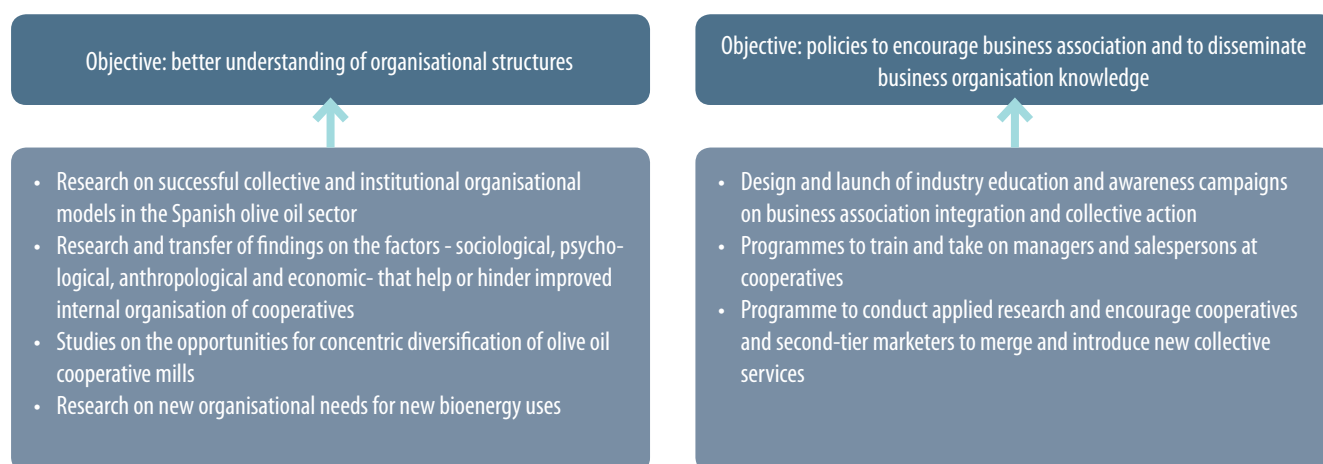 Objective: better understanding of organisational structures
• Research on successful collective and institutional organisational
models in the Spanish olive oil sector
• Research and transfer of findings on the factors - sociological, psycho-
logical, anthropological and economic- that help or hinder improved
internal organisation of cooperatives
• Studies on the opportunities for concentric diversification of olive oil
cooperative mills
• Research on new organisational needs for new bioenergy uses
Objective: policies to encourage business association and to disseminate
business organisation knowledge
• Design and launch of industry education and awareness campaigns
on business association integration and collective action
• Programmes to train and take on managers and salespersons at
cooperatives
• Programme to conduct applied research and encourage cooperatives
and second-tier marketers to merge and introduce new collective
services